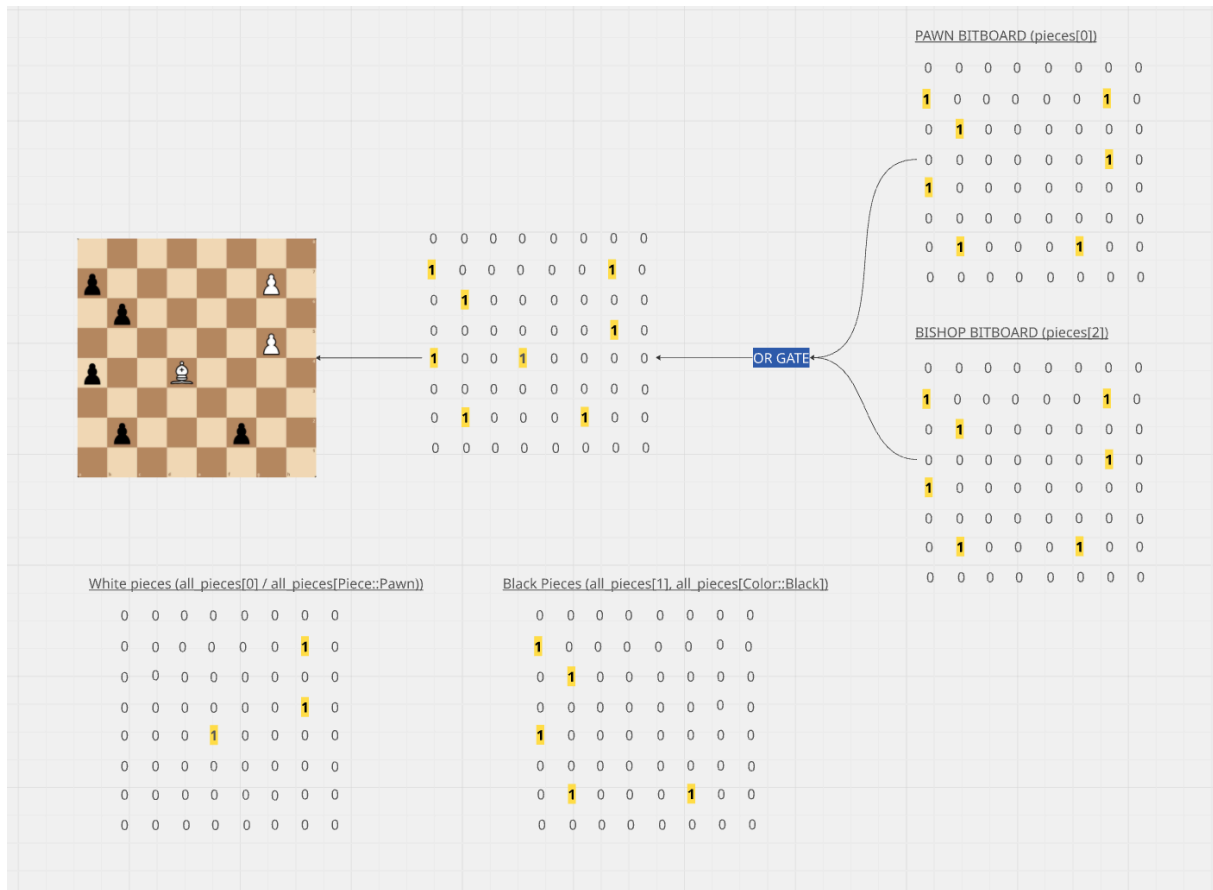 PAWN BITBOARD (pieces[0])
0 0 0 0 0 0 0 0
1 0 0 0 0 0 1 0
0 1 0 0 0 0 0 0
0 0 0 0 0 0 1 0
1 0 0 0 0 0 0 0
0 0 0 0 0 0 0 0
0 1 0 0 0 1 0 0
0 0 0 0 0 0 0 0
0 0 0 0 0 0 0 0
1 0 0 0 0 0 1 0
0 1 0 0 0 0 0 0
0 0 0 0 0 0 1 0
1 0 0 1 0 0 0 0
0 0 0 0 0 0 0 0
0 1 0 0 0 1 0 0
0 0 0 0 0 0 0 0
OR GATE
BISHOP BITBOARD (pieces[2])
0 0 0 0 0 0 0 0
1 0 0 0 0 0 1 0
0 1 0 0 0 0 0 0
0 0 0 0 0 0 1 0
1 0 0 0 0 0 0 0
0 0 0 0 0 0 0 0
0 1 0 0 0 1 0 0
0 0 0 0 0 0 0 0
White pieces (all_pieces[0] / all_pieces[Piece::Pawn))
0 0 0 0 0 0 0 0
0 0 0 0 0 0 1 0
0 0 0 0 0 0 0 0
0 0 0 0 0 0 1 0
0 0 0 1 0 0 0 0
0 0 0 0 0 0 0 0
0 0 0 0 0 0 0 0
0 0 0 0 0 0 0 0
Black Pieces (all_pieces[1], all_pieces[Color::Black])
0 0 0 0 0 0 0 0
1 0 0 0 0 0 0 0
0 1 0 0 0 0 0 0
0 0 0 0 0 0 0 0
1 0 0 0 0 0 0 0
0 0 0 0 0 0 0 0
0 1 0 0 0 1 0 0
0 0 0 0 0 0 0 0